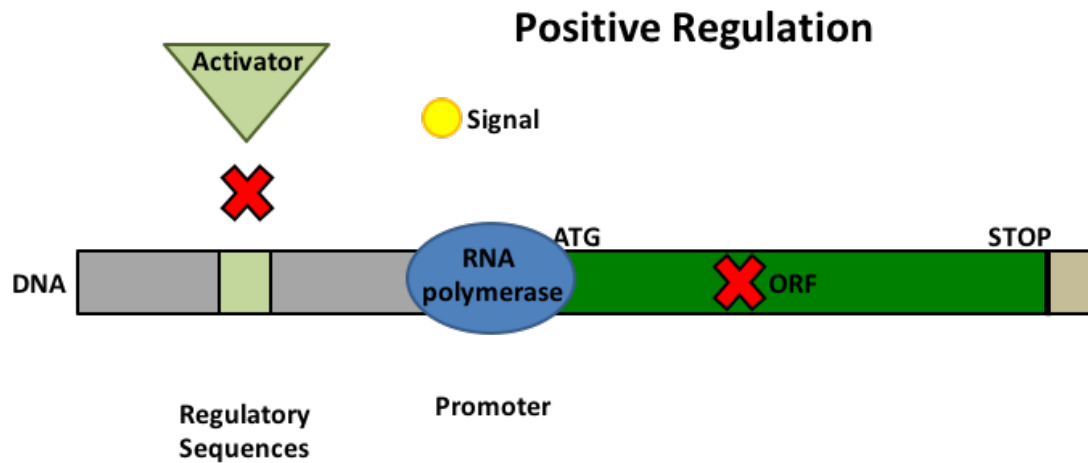 Positive Regulation
Activator
Signal
ATG
STOP
DNA
RNA
polymerase
ORF
Promoter
Regulatory
Sequences